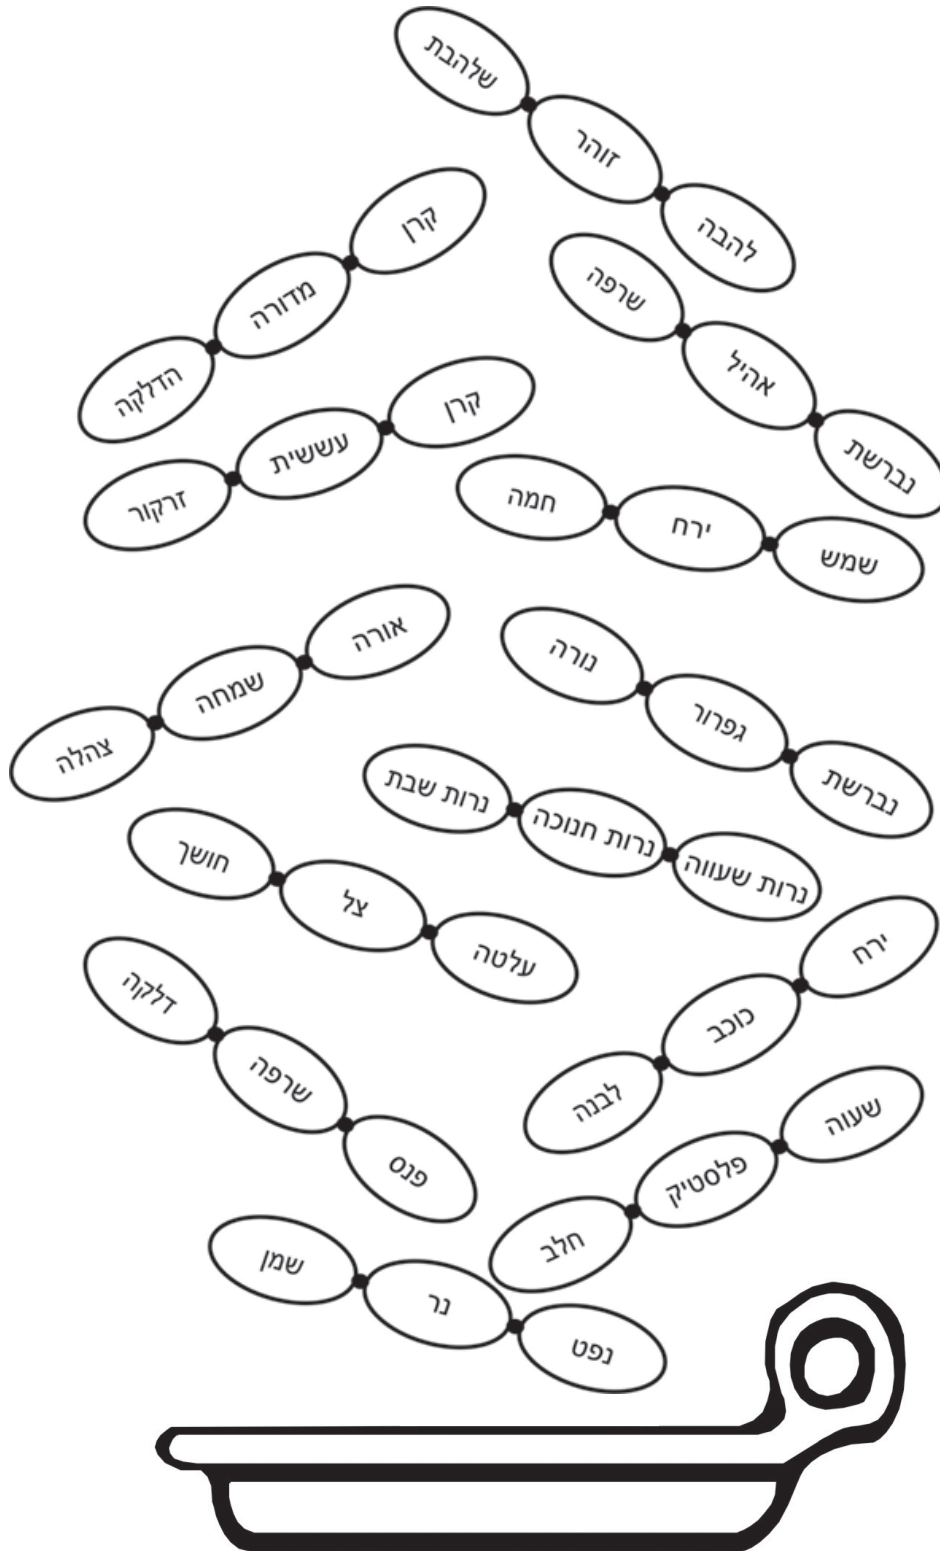 שלהבת
זוהר
להבה
קרן
מדורה
הדלקה
שרפה
אהיל
נברשת
קרן
עששית
זרקור
חמה
ירח
שמש
אורה
שמחה
צהלה
נורה
גפרור
נברשת
נרות שבת
נרות חנוכה
נרות שעווה
חושך
צל
עלטה
ירח
כוכב
לבנה
דלקה
שרפה
פנס
שעוה
פלסטיק
חלב
שמן
נר
נפט